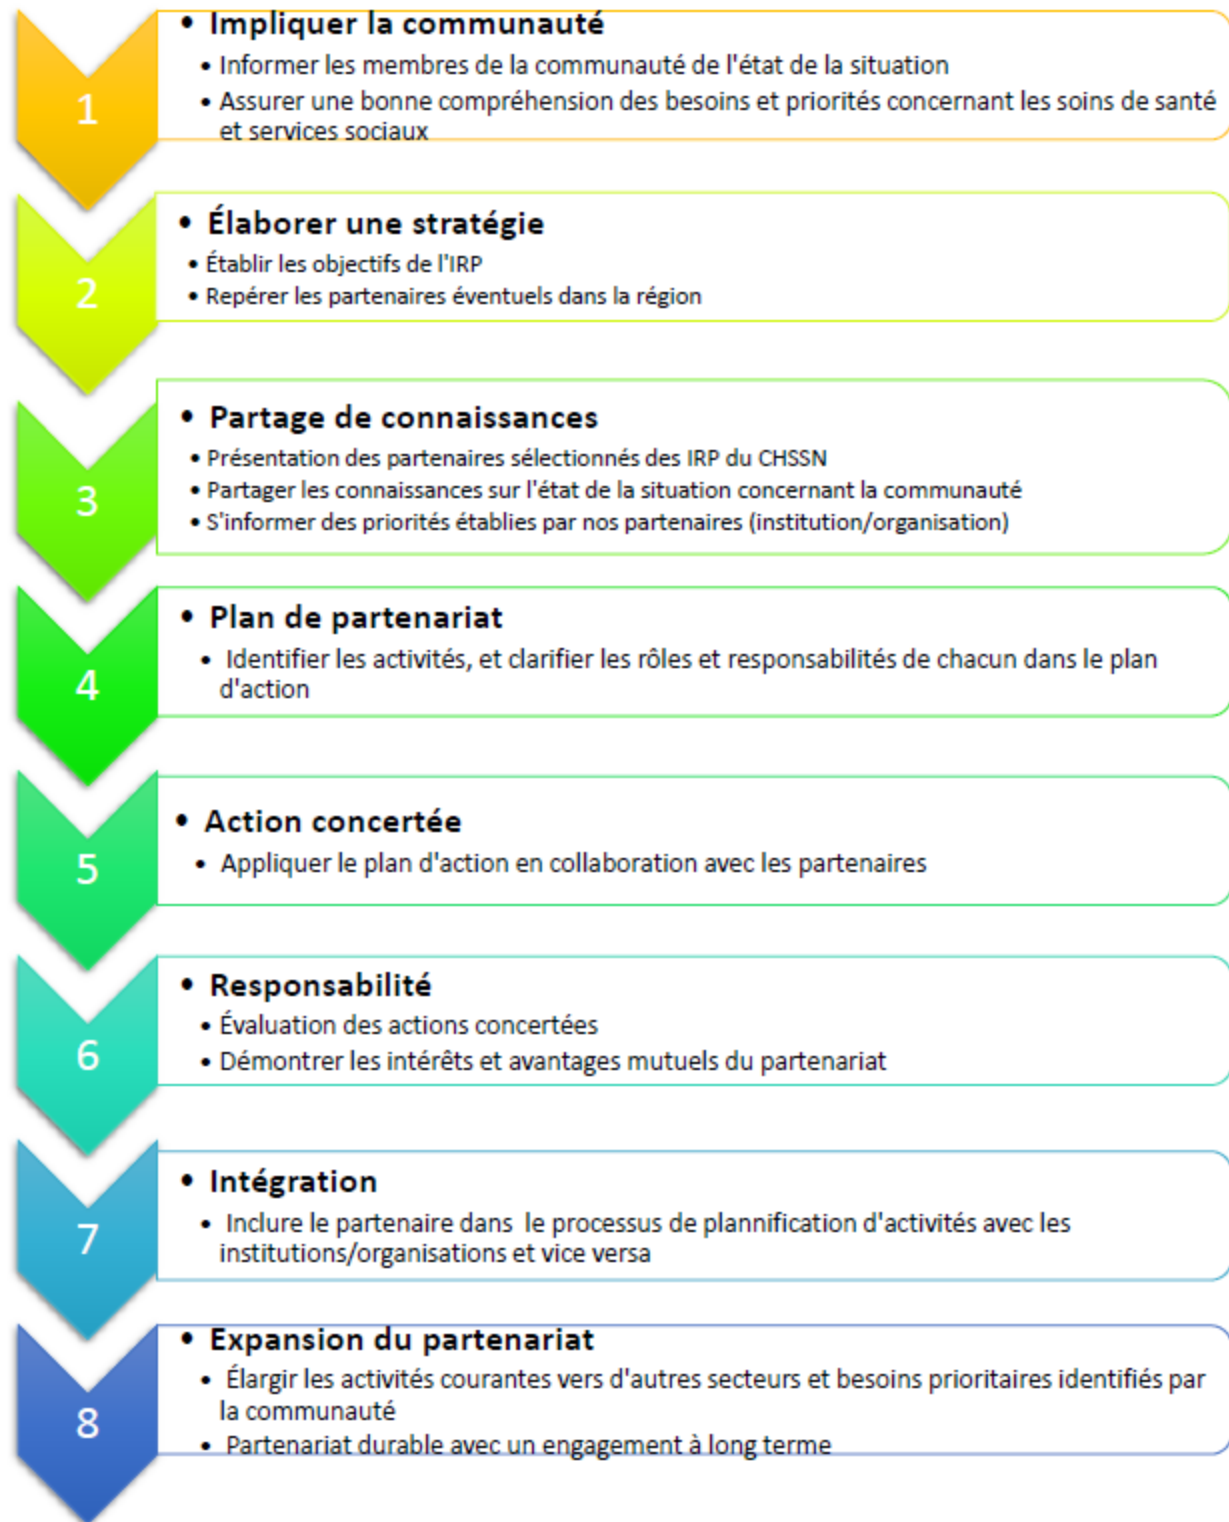 1
• Impliquer la communauté
• Informer les membres de la communauté de l'état de la situation
• Assurer une bonne compréhension des besoins et priorités concernant les soins de santé
et services sociaux
2
• Élaborer une stratégie
• Établir les objectifs de l'IRP
• Repérer les partenaires éventuels dans la région
3
• Partage de connaissances
• Présentation des partenaires sélectionnés des IRP du CHSSN
• Partager les connaissances sur l'état de la situation concernant la communauté
• S'informer des priorités établies par nos partenaires (institution/organisation)
4
• Plan de partenariat
• Identifier les activités, et clarifier les rôles et responsabilités de chacun dans le plan
d'action
5
• Action concertée
• Appliquer le plan d'action en collaboration avec les partenaires
6
• Responsabilité
• Évaluation des actions concertées
• Démontrer les intérêts et avantages mutuels du partenariat
7
• Intégration
• Inclure le partenaire dans le processus de plannification d'activités avec les
institutions/organisations et vice versa
8
• Expansion du partenariat
• Élargir les activités courantes vers d'autres secteurs et besoins prioritaires identifiés par
la communauté
• Partenariat durable avec un engagement à long terme